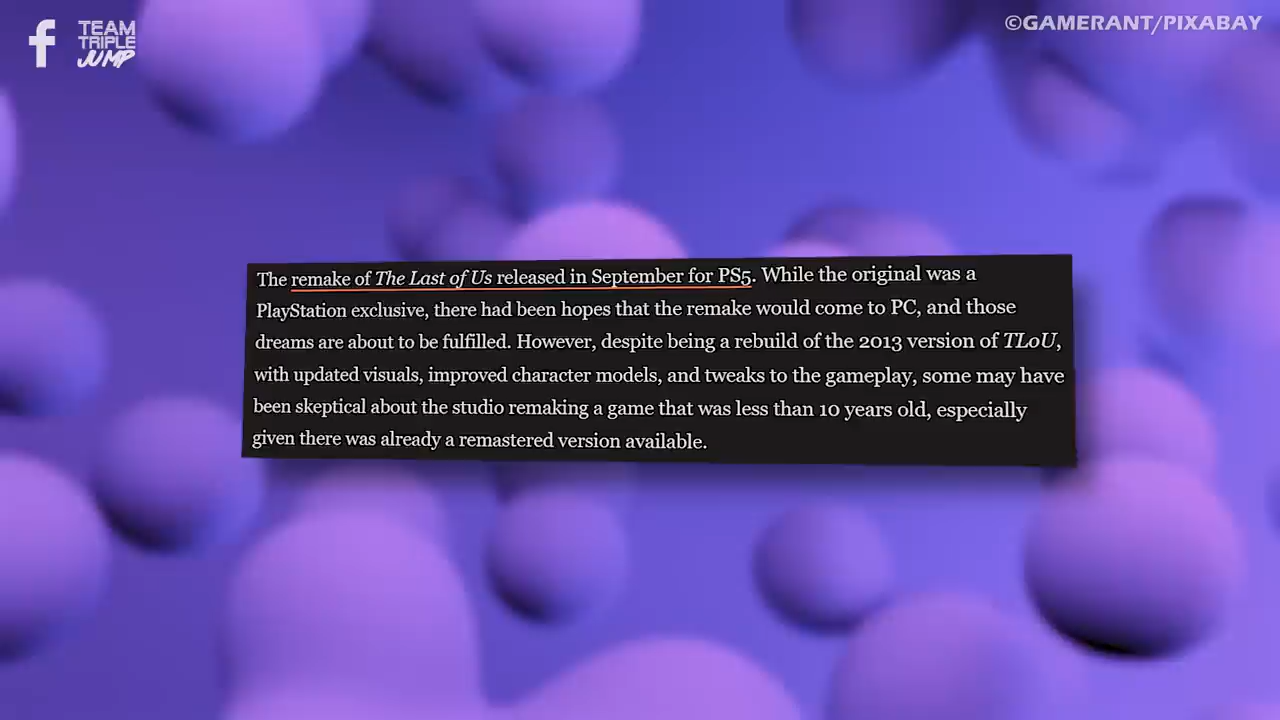 f
TEAM
TRIPLE
JUMP
©GAMERANT/PIXABAY
The remake of The Last of Us released in September for PS5. While the original was a
PlayStation exclusive, there had been hopes that the remake would come to PC, and those
dreams are about to be fulfilled. However, despite being a rebuild of the 2013 version of TLoU,
with updated visuals, improved character models, and tweaks to the gameplay, some may have
been skeptical about the studio remaking a game that was less than 10 years old, especially
given there was already a remastered version available.